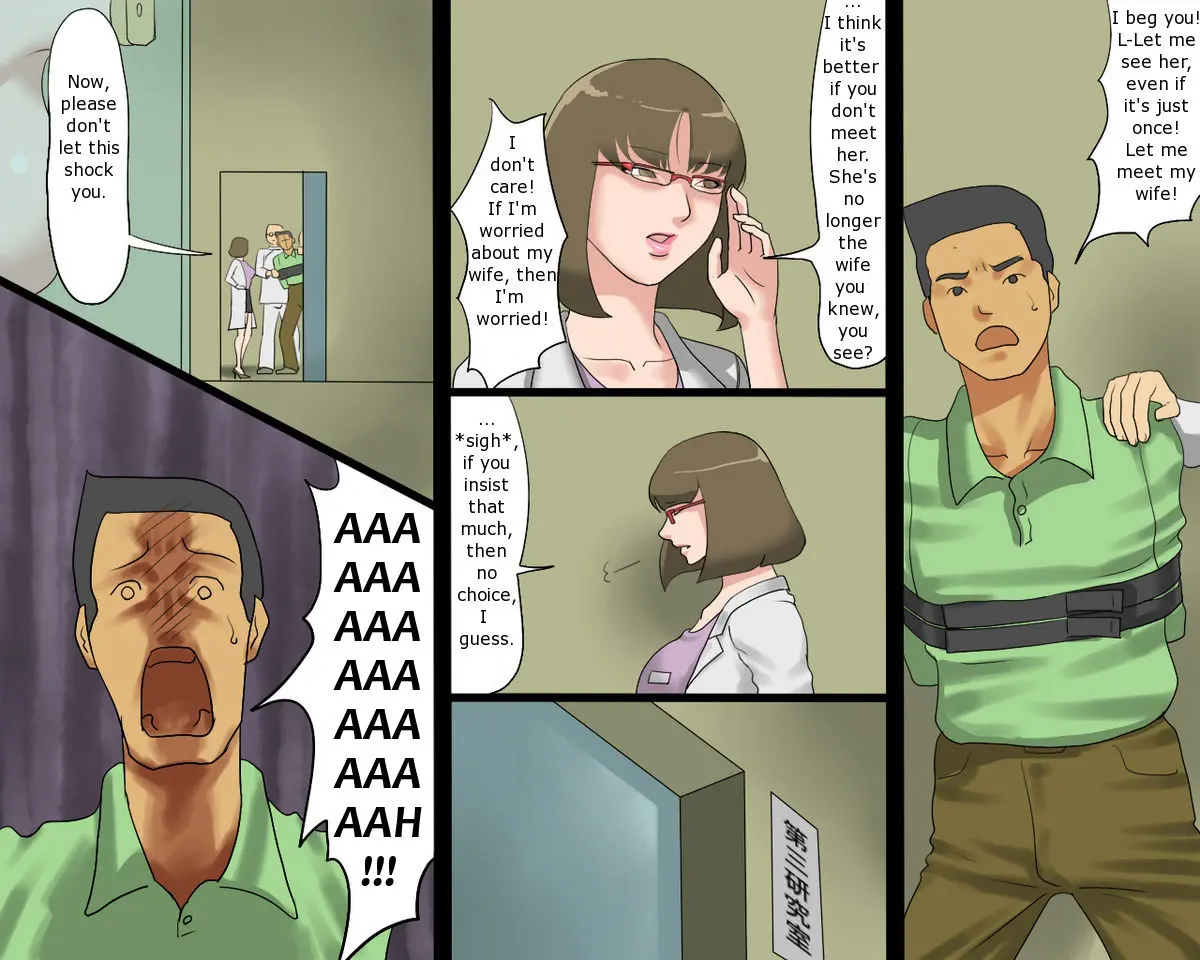 I beg you!
L-Let me
see her,
even if
it's just
once!
Let me
meet my
wife!
...
I think
it's
better
if you
don't
meet
her.
She's
no
longer
the
wife
you
knew,
you
see?
I
don't
care!
If I'm
worried
about my
wife, then
I'm
worried!
...
*sigh*,
if you
insist
that
much,
then
no
choice,
I
guess.
第三研究室
Now,
please
don't
let this
shock
you.
AAA
AAA
AAA
AAA
AAA
AAA
AAH
!!!